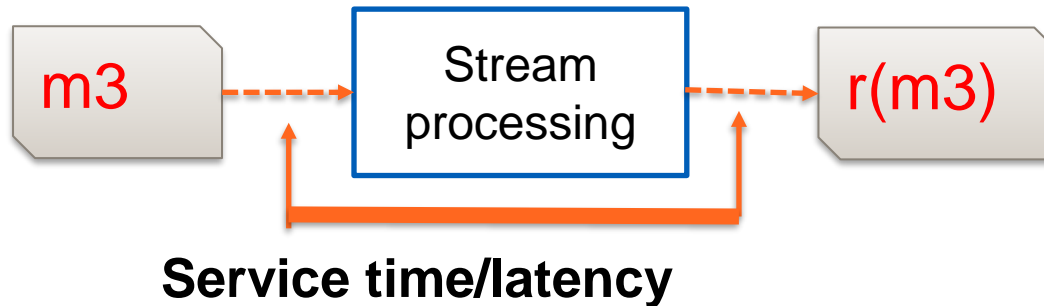 m3
Stream
processing
r(m3)
Service time/latency